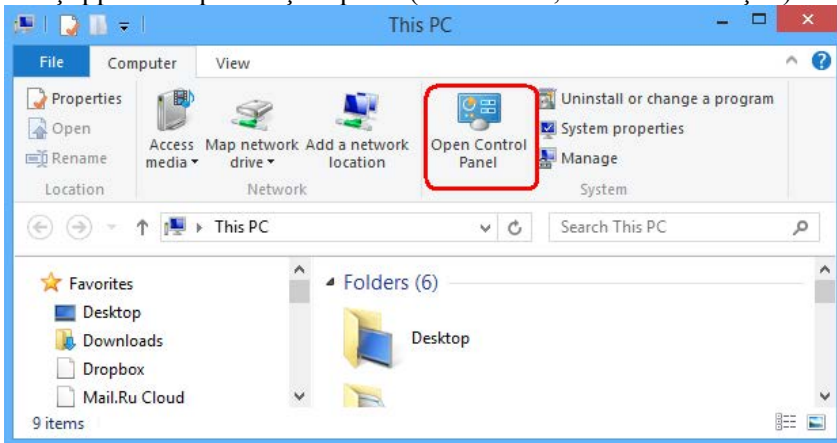 This PC
File Computer View
Properties
Open
Rename
Location
Access media
Map network drive
Add a network location
Network
Open Control Panel
Uninstall or change a program
System properties
Manage
System
This PC
Search This PC
Favorites
Desktop
Downloads
Dropbox
Mail.Ru Cloud
Folders (6)
Desktop
9 items